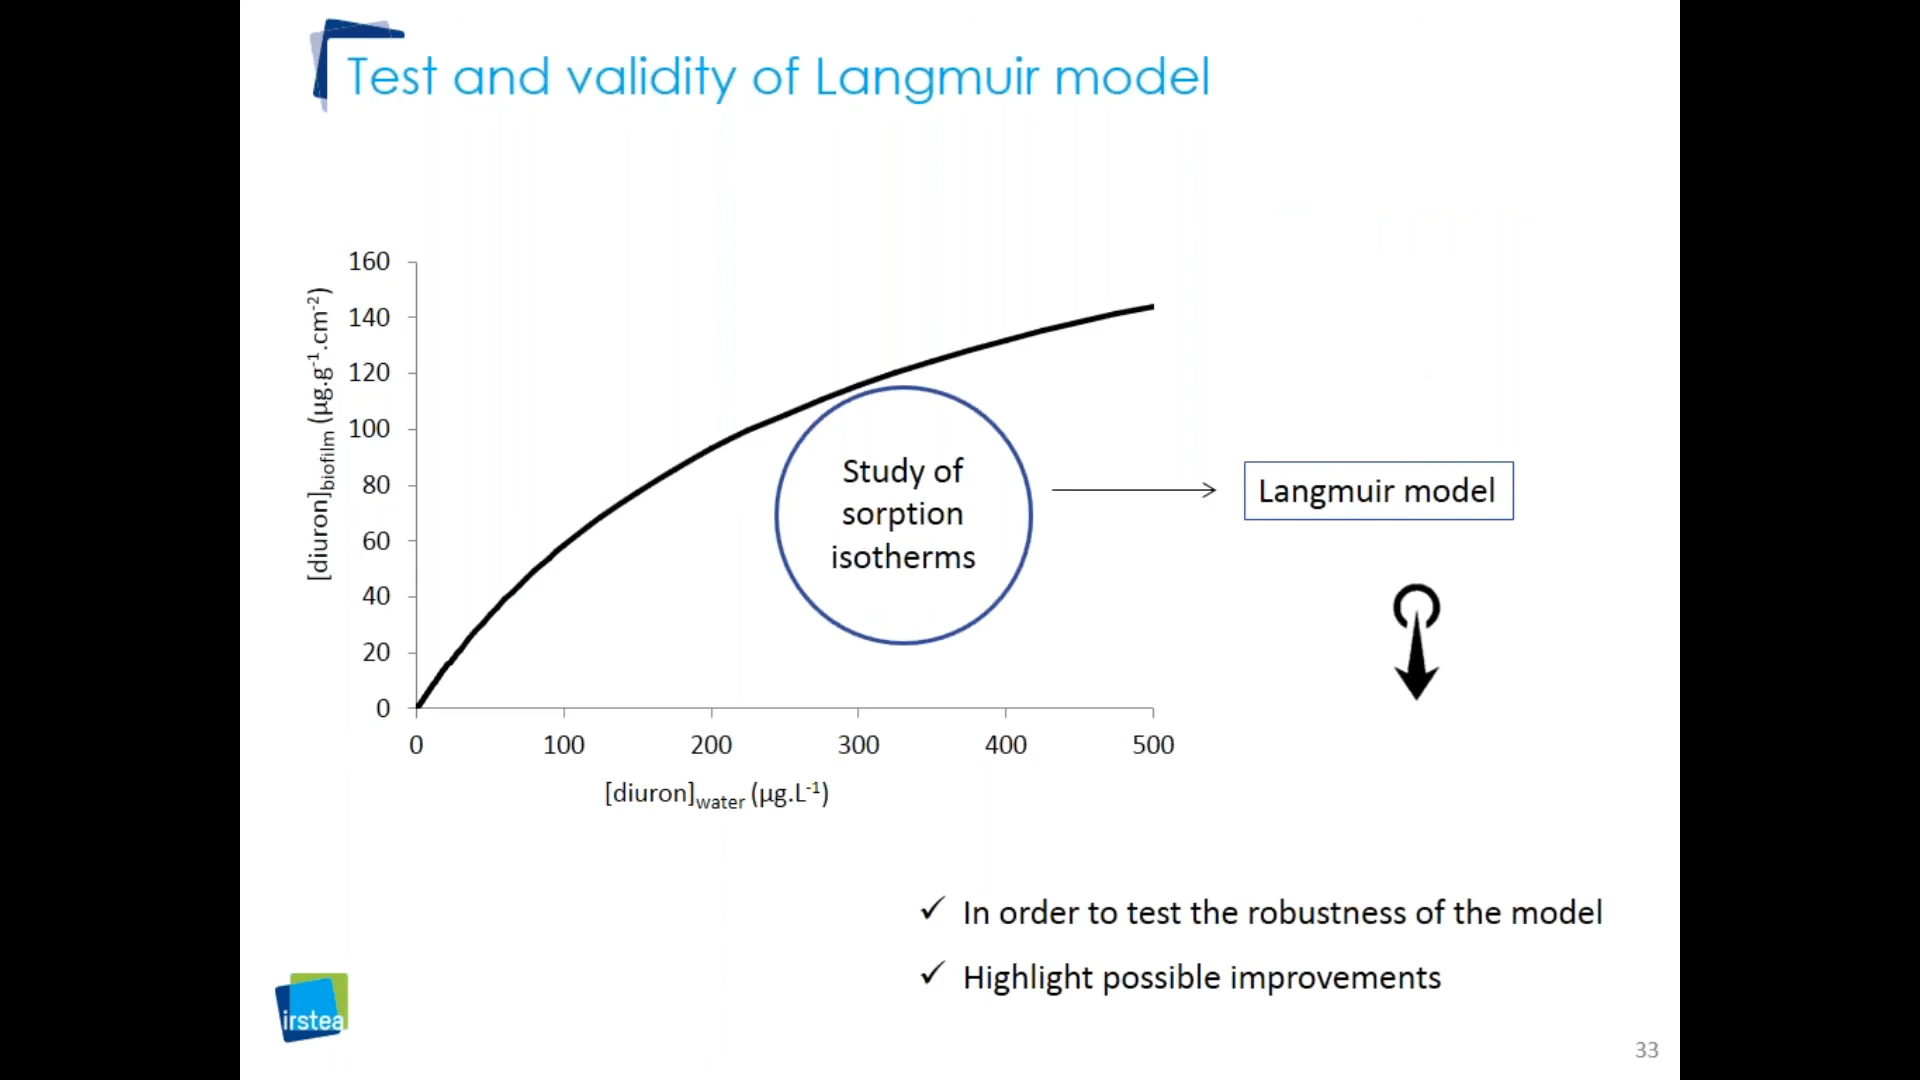 Test and validity of Langmuir model
[diuron]biofilm (µg.g-1.cm-2)
160
140
120
100
80
60
40
20
0
0 100 200 300 400 500
[diuron]water (µg.L-1)
Study of
sorption
isotherms
Langmuir model
✓ In order to test the robustness of the model
✓ Highlight possible improvements
irstea
33